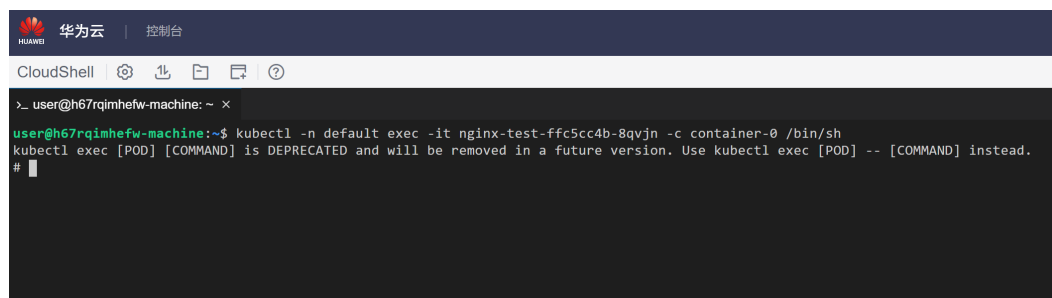 HUAWEI 华为云 | 控制台
CloudShell
>_ user@h67rqimhefw-machine: ~ ×
user@h67rqimhefw-machine:~$ kubectl -n default exec -it nginx-test-ffc5cc4b-8qvjn -c container-0 /bin/sh
kubectl exec [POD] [COMMAND] is DEPRECATED and will be removed in a future version. Use kubectl exec [POD] -- [COMMAND] instead.
#